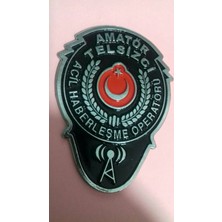 AMATÖR
TELSİZCİ
ACİL HABERLEŞME OPERATÖRÜ